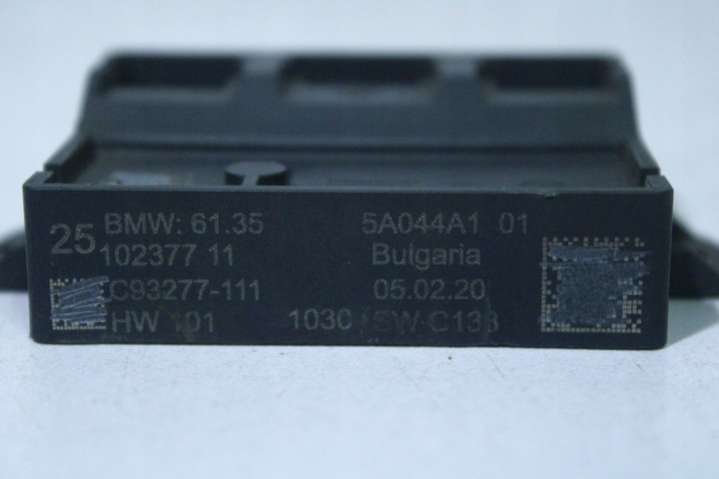 25 BMW: 61.35 5A044A1 01
102377 11 Bulgaria
C93277-111 05.02.20
HW 101 1030 SW-C133